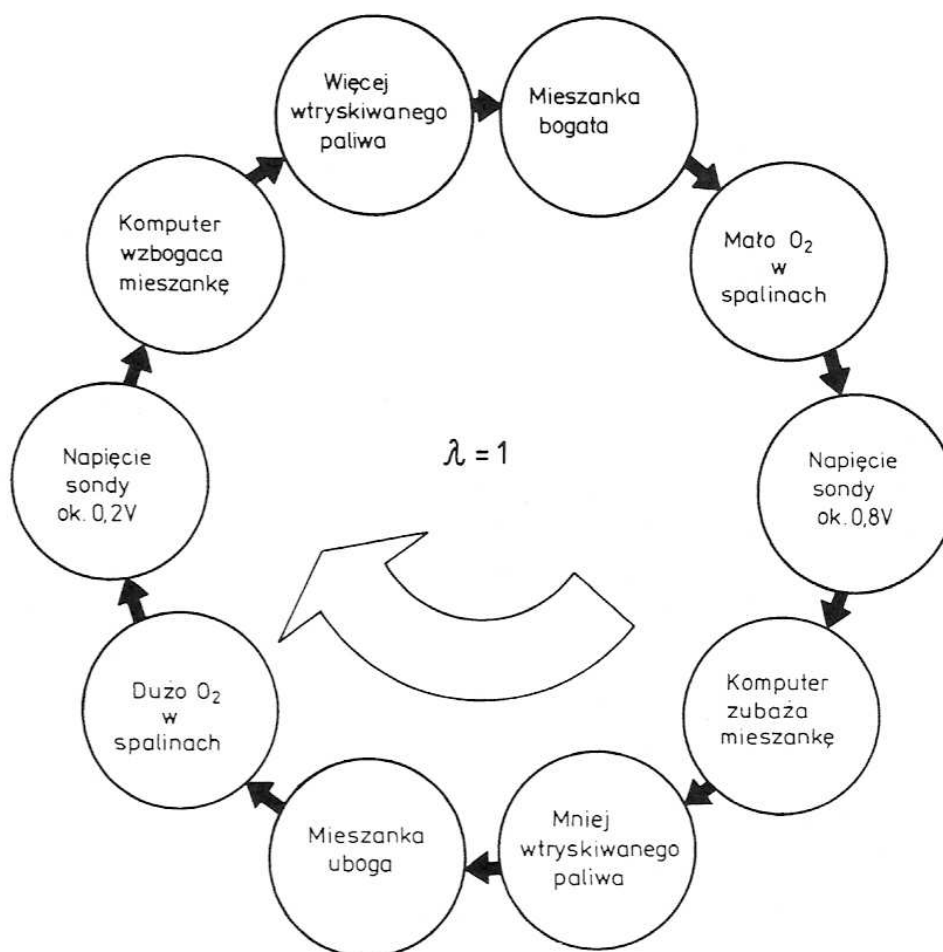 Więcej
wtryskiwanego
paliwa
Mieszanka
bogata
Mało O₂
w
spalinach
Napięcie
sondy
ok. 0,8V
Komputer
zubaża
mieszankę
Mniej
wtryskiwanego
paliwa
Mieszanka
uboga
Dużo O₂
w
spalinach
Napięcie
sondy
ok. 0,2V
Komputer
wzbogaca
mieszankę
λ = 1